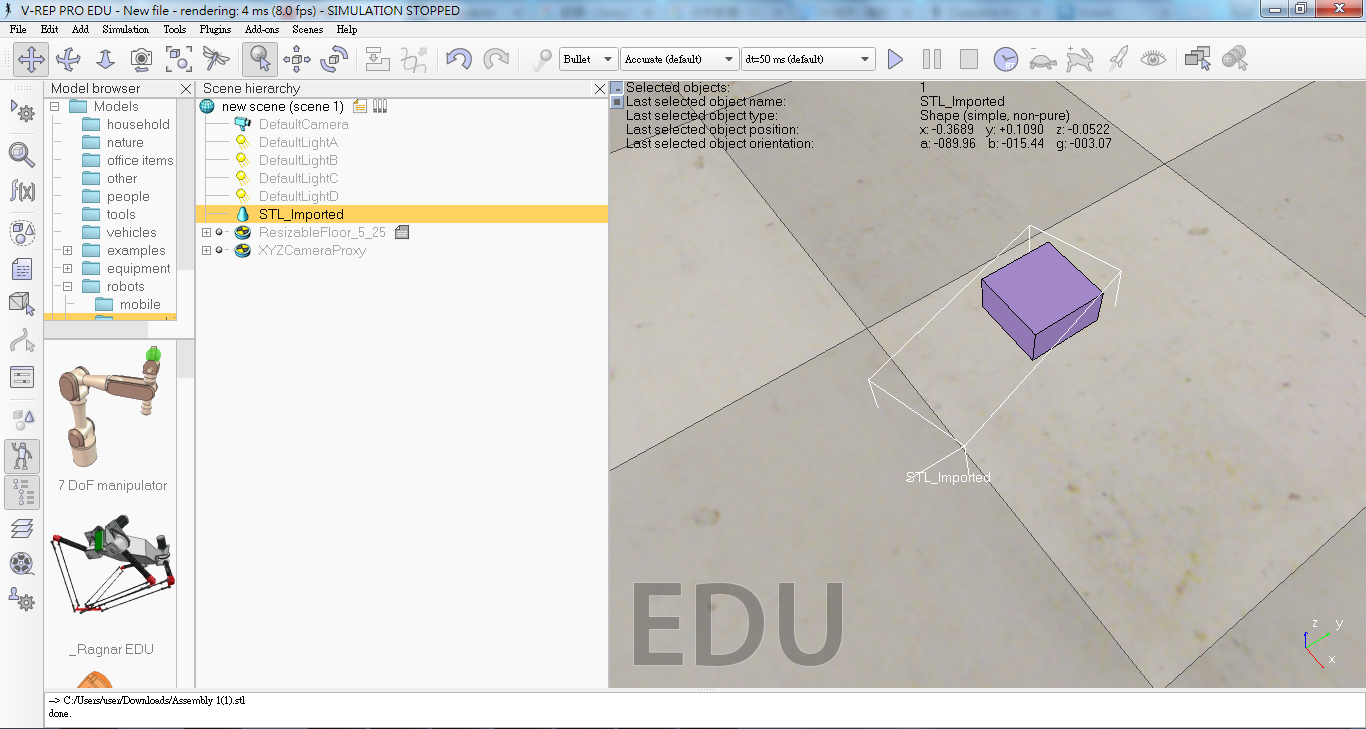 V-REP PRO EDU - New file - rendering: 4 ms (8.0 fps) - SIMULATION STOPPED
File Edit Add Simulation Tools Plugins Add-ons Scenes Help
Bullet Accurate (default) dt=50 ms (default)
Model browser
Models
household
nature
office items
other
people
tools
vehicles
examples
equipment
robots
mobile
7 DoF manipulator
_Ragnar EDU
Scene hierarchy
new scene (scene 1)
DefaultCamera
DefaultLightA
DefaultLightB
DefaultLightC
DefaultLightD
STL_Imported
ResizableFloor_5_25
XYZCameraProxy
Selected objects: 1
Last selected object name: STL_Imported
Last selected object type: Shape (simple, non-pure)
Last selected object position: x: -0.3689 y: +0.1090 z: -0.0522
Last selected object orientation: a: -089.96 b: -015.44 g: -003.07
STL_Imported
EDU
z y
x
f(x)
--> C:/Users/user/Downloads/Assembly 1(1).stl
done.